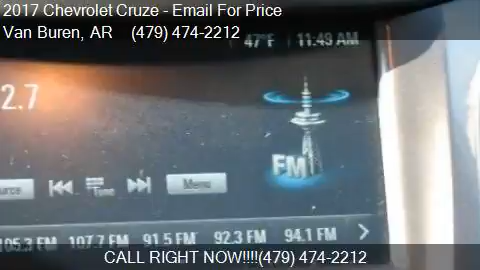 2017 Chevrolet Cruze - Email For Price
Van Buren, AR (479) 474-2212
47°F 11:49 AM
2.7
FM
Tune Menu
105.3 FM 107.7 FM 91.5 FM 92.3 FM 94.1 FM
CALL RIGHT NOW!!!!(479) 474-2212